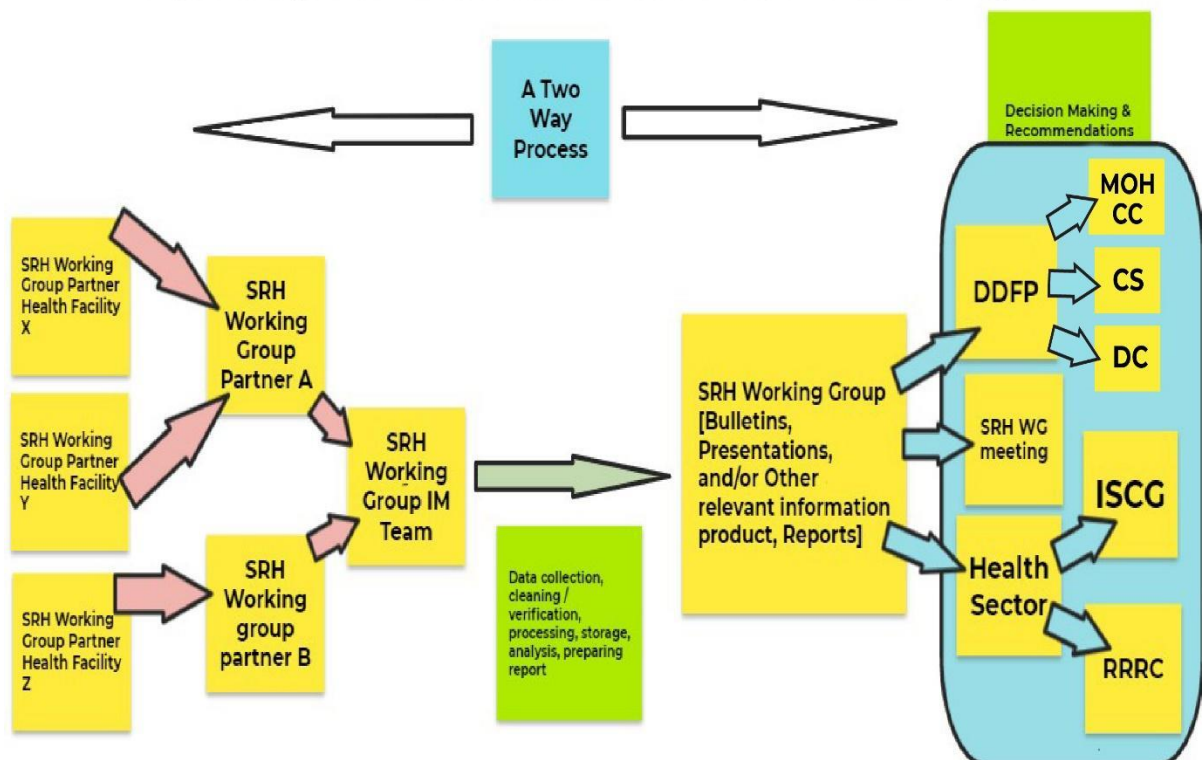 A Two
Way
Process
Decision Making &
Recommendations
MOH
CC
DDFP
CS
DC
SRH Working
Group Partner
Health Facility
X
SRH
Working
Group
Partner A
SRH Working
Group Partner
Health Facility
Y
SRH
Working
Group IM
Team
SRH Working Group
[Bulletins,
Presentations,
and/or Other
relevant information
product, Reports]
SRH WG
meeting
ISCG
SRH
Working
group
partner B
Data collection,
cleaning /
verification,
processing, storage,
analysis, preparing
report
Health
Sector
RRRC
SRH Working
Group Partner
Health Facility
Z